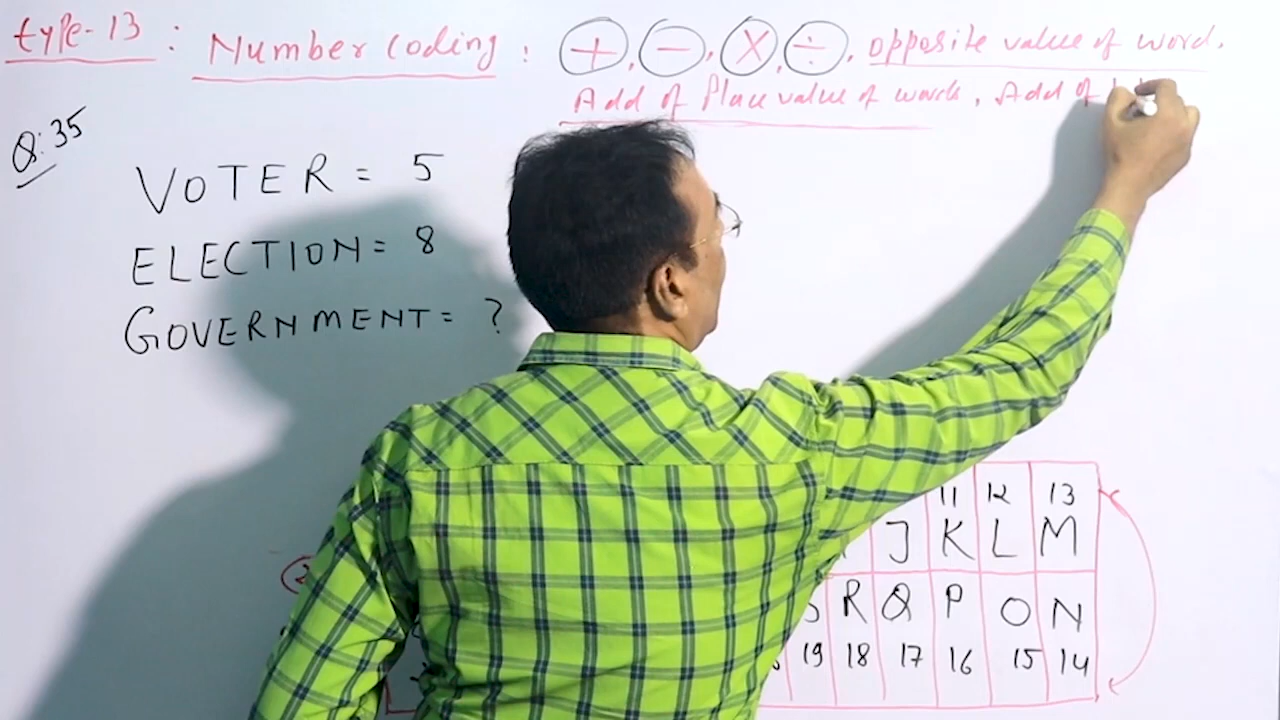 type-13 : Number Coding : +, -, ×, ÷, opposite value of word,
Add of Place value of words, Add of
Q:35
VOTER = 5
ELECTION = 8
GOVERNMENT = ?
11 12 13
J K L M
R Q P O N
19 18 17 16 15 14